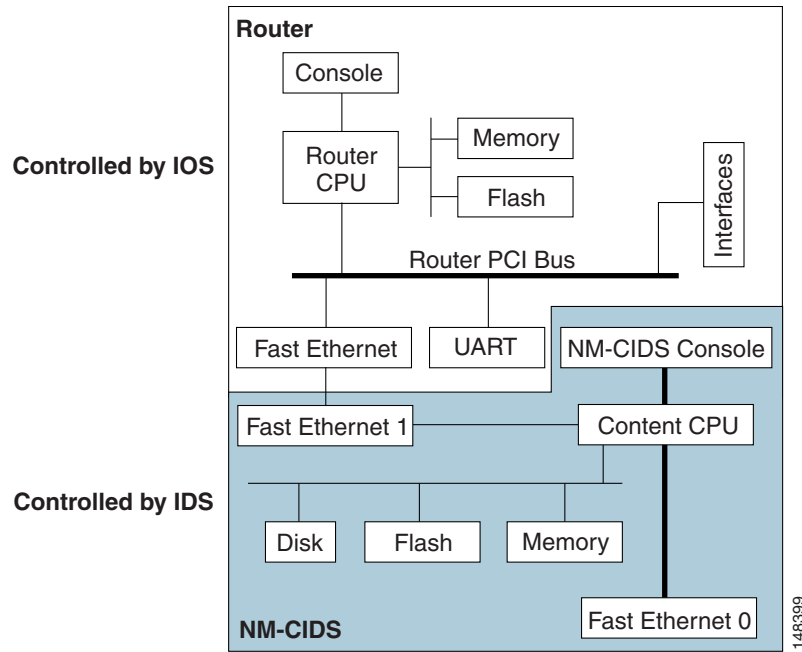 Router
Console
Controlled by IOS
Router
CPU
Memory
Flash
Interfaces
Router PCI Bus
Fast Ethernet
UART
NM-CIDS Console
Fast Ethernet 1
Content CPU
Controlled by IDS
Disk
Flash
Memory
Fast Ethernet 0
NM-CIDS
148399